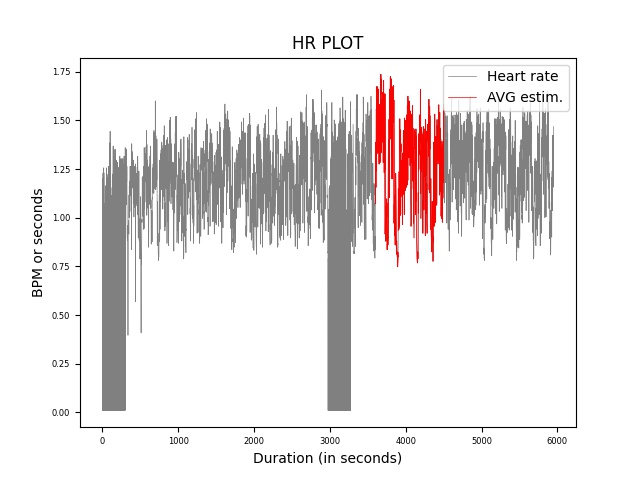 HR PLOT
Heart rate
AVG estim.
BPM or seconds
1.75
1.50
1.25
1.00
0.75
0.50
0.25
0.00
0 1000 2000 3000 4000 5000 6000
Duration (in seconds)